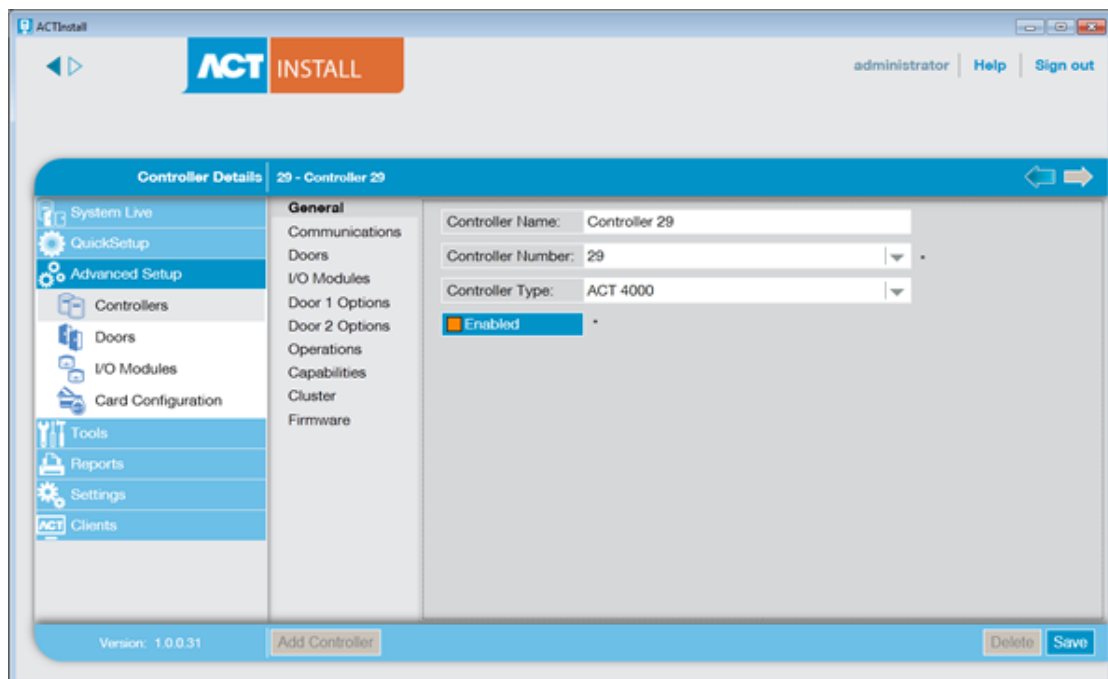 ACTInstall
ACT INSTALL
administrator | Help | Sign out
Controller Details | 29 - Controller 29
System Live
QuickSetup
Advanced Setup
Controllers
Doors
I/O Modules
Card Configuration
Tools
Reports
Settings
ACT Clients
General
Communications
Doors
I/O Modules
Door 1 Options
Door 2 Options
Operations
Capabilities
Cluster
Firmware
Controller Name: Controller 29
Controller Number: 29 *
Controller Type: ACT 4000
Enabled *
Version: 1.0.0.31
Add Controller
Delete Save